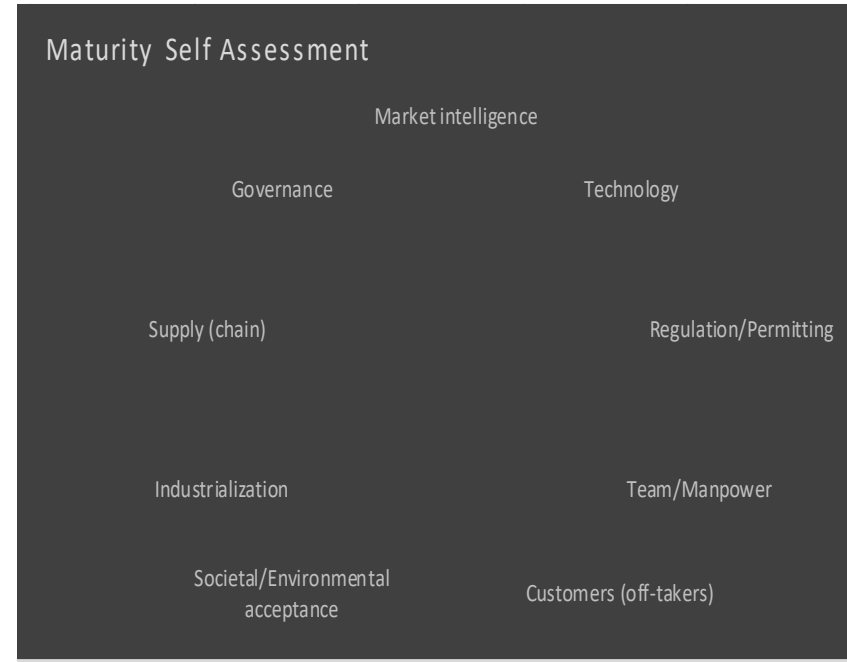 Maturity Self Assessment
Market intelligence
Governance
Technology
Supply (chain)
Regulation/Permitting
Industrialization
Team/Manpower
Societal/Environmental
acceptance
Customers (off-takers)